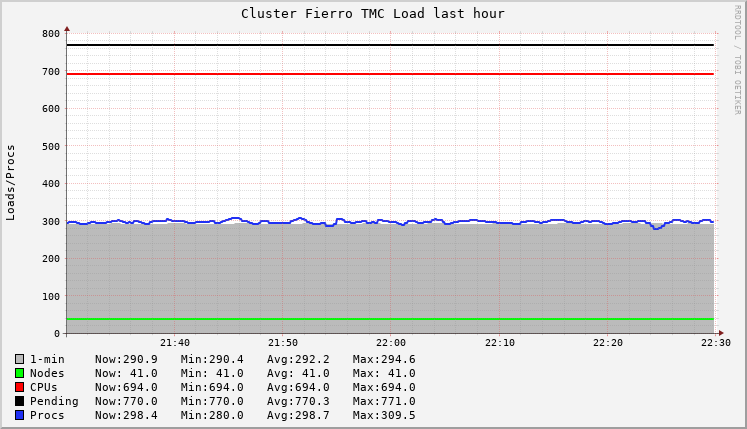 Cluster Fierro TMC Load last hour
RRDTOOL / TOBI OETIKER
Loads/Procs
800
700
600
500
400
300
200
100
0
21:40 21:50 22:00 22:10 22:20 22:30
1-min Now:290.9 Min:290.4 Avg:292.2 Max:294.6
Nodes Now: 41.0 Min: 41.0 Avg: 41.0 Max: 41.0
CPUs Now:694.0 Min:694.0 Avg:694.0 Max:694.0
Pending Now:770.0 Min:770.0 Avg:770.3 Max:771.0
Procs Now:298.4 Min:280.0 Avg:298.7 Max:309.5